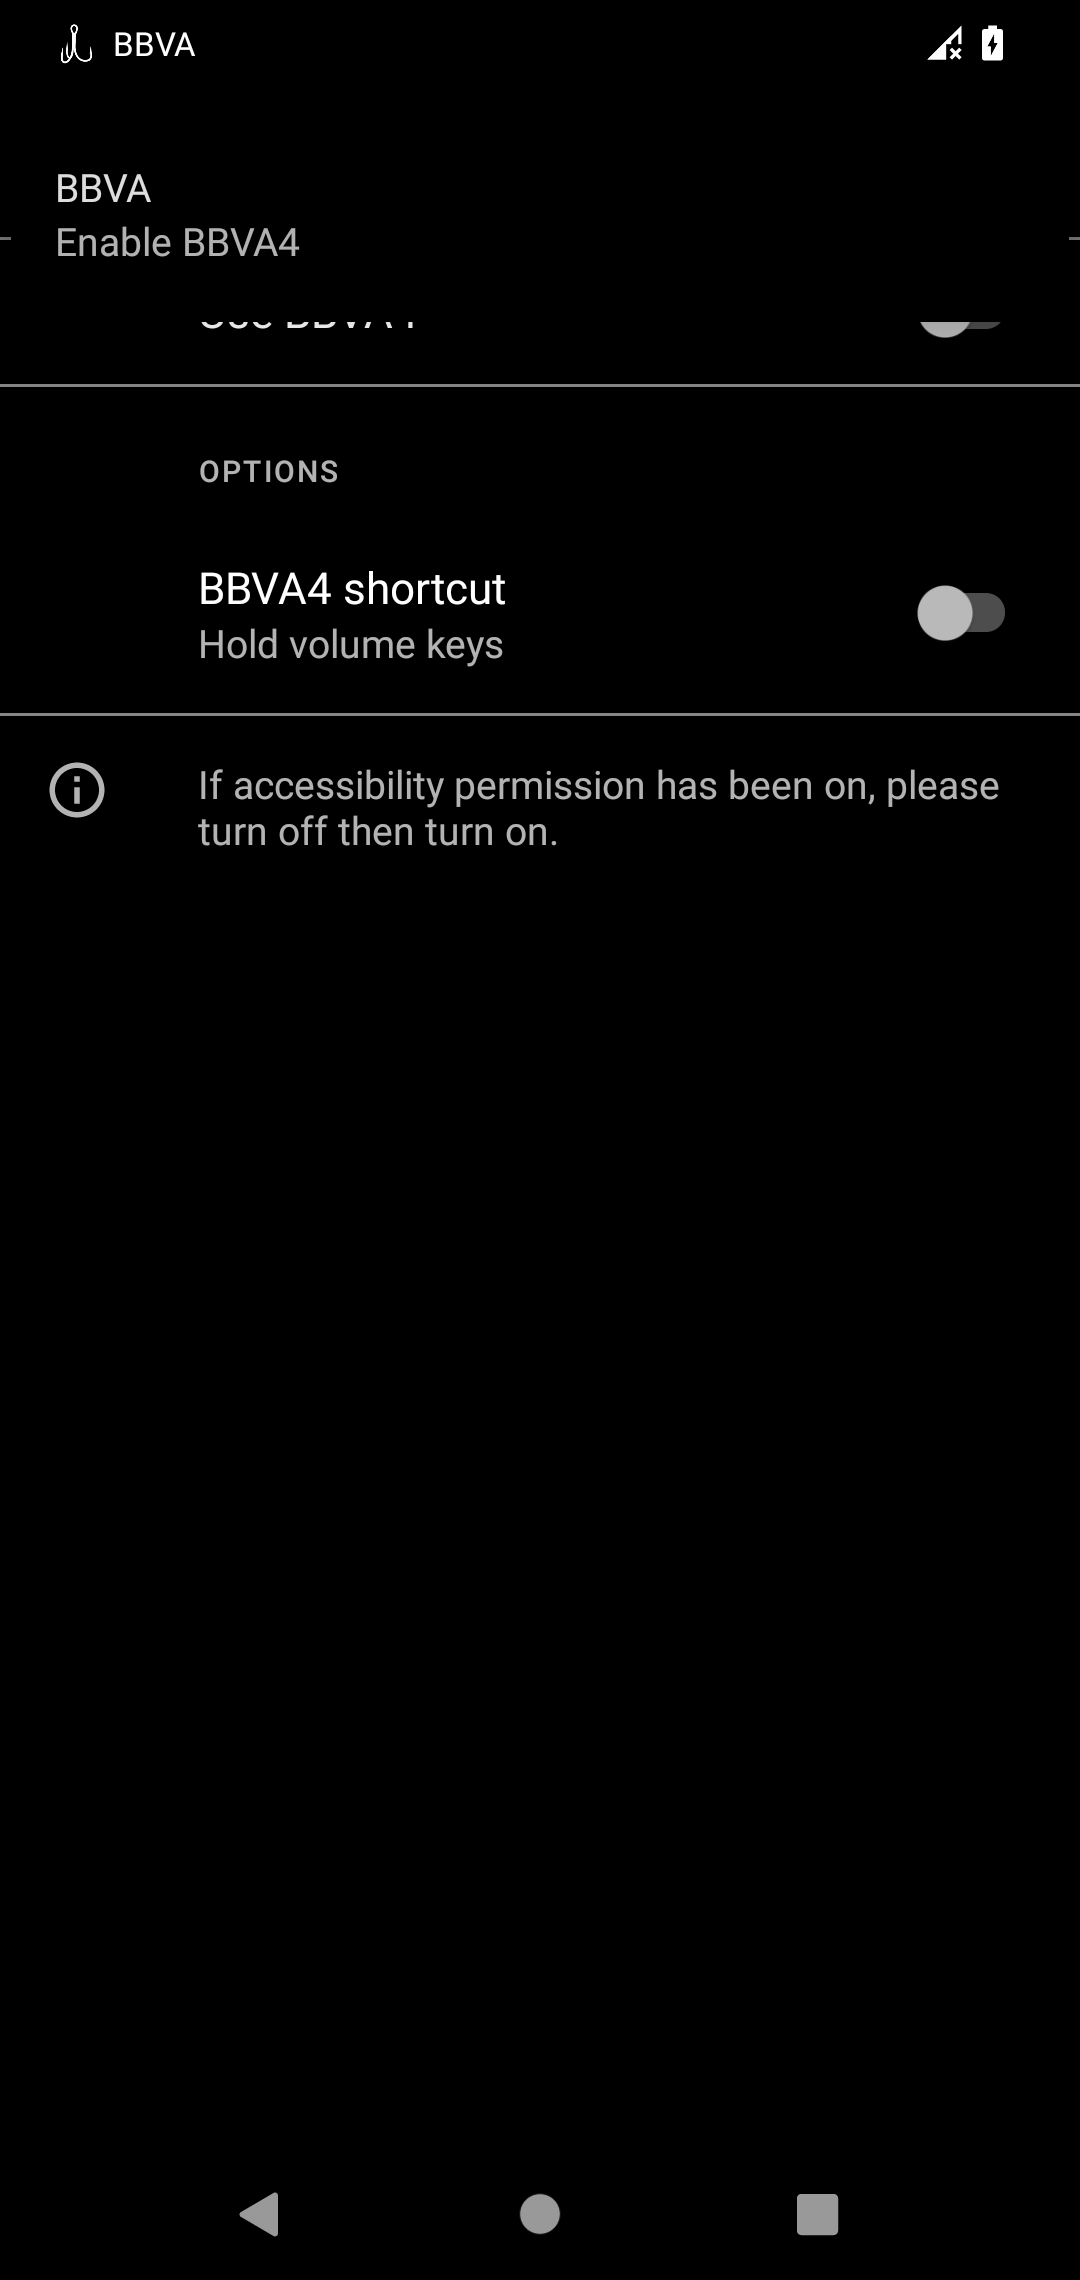 BBVA
BBVA
Enable BBVA4
OPTIONS
BBVA4 shortcut
Hold volume keys
If accessibility permission has been on, please
turn off then turn on.